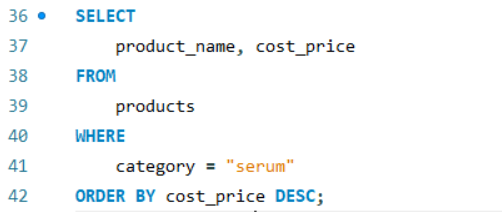 36 SELECT
37 product_name, cost_price
38 FROM
39 products
40 WHERE
41 category = "serum"
42 ORDER BY cost_price DESC;